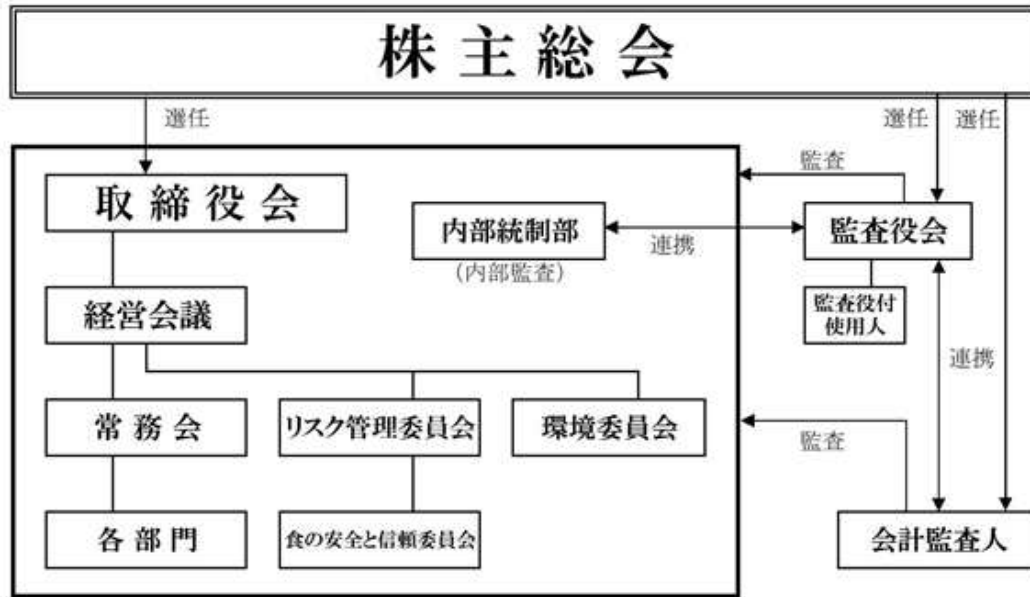 株主総会
選任
選任
選任
監査
取締役会
内部統制部
(内部監査)
連携
監査役会
経営会議
監査役付
使用人
連携
常務会
リスク管理委員会
環境委員会
監査
各部門
食の安全と信頼委員会
会計監査人